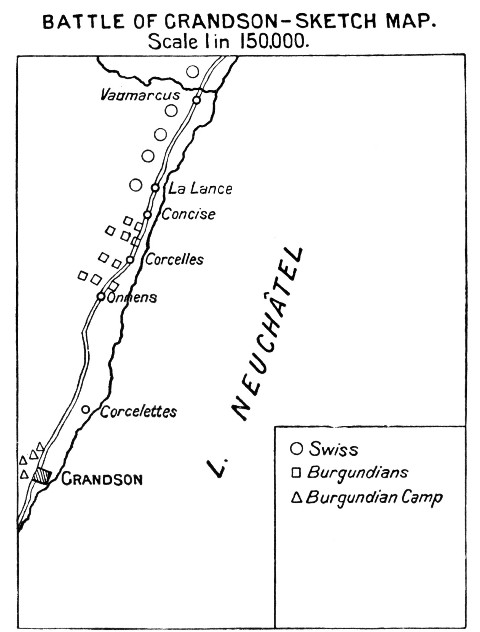 BATTLE OF GRANDSON—SKETCH MAP.
Scale 1 in 150,000.
Vaumarcus
La Lance
Concise
Corcelles
Onnens
L. NEUCHÂTEL
Corcelettes
GRANDSON
Swiss
Burgundians
Burgundian Camp